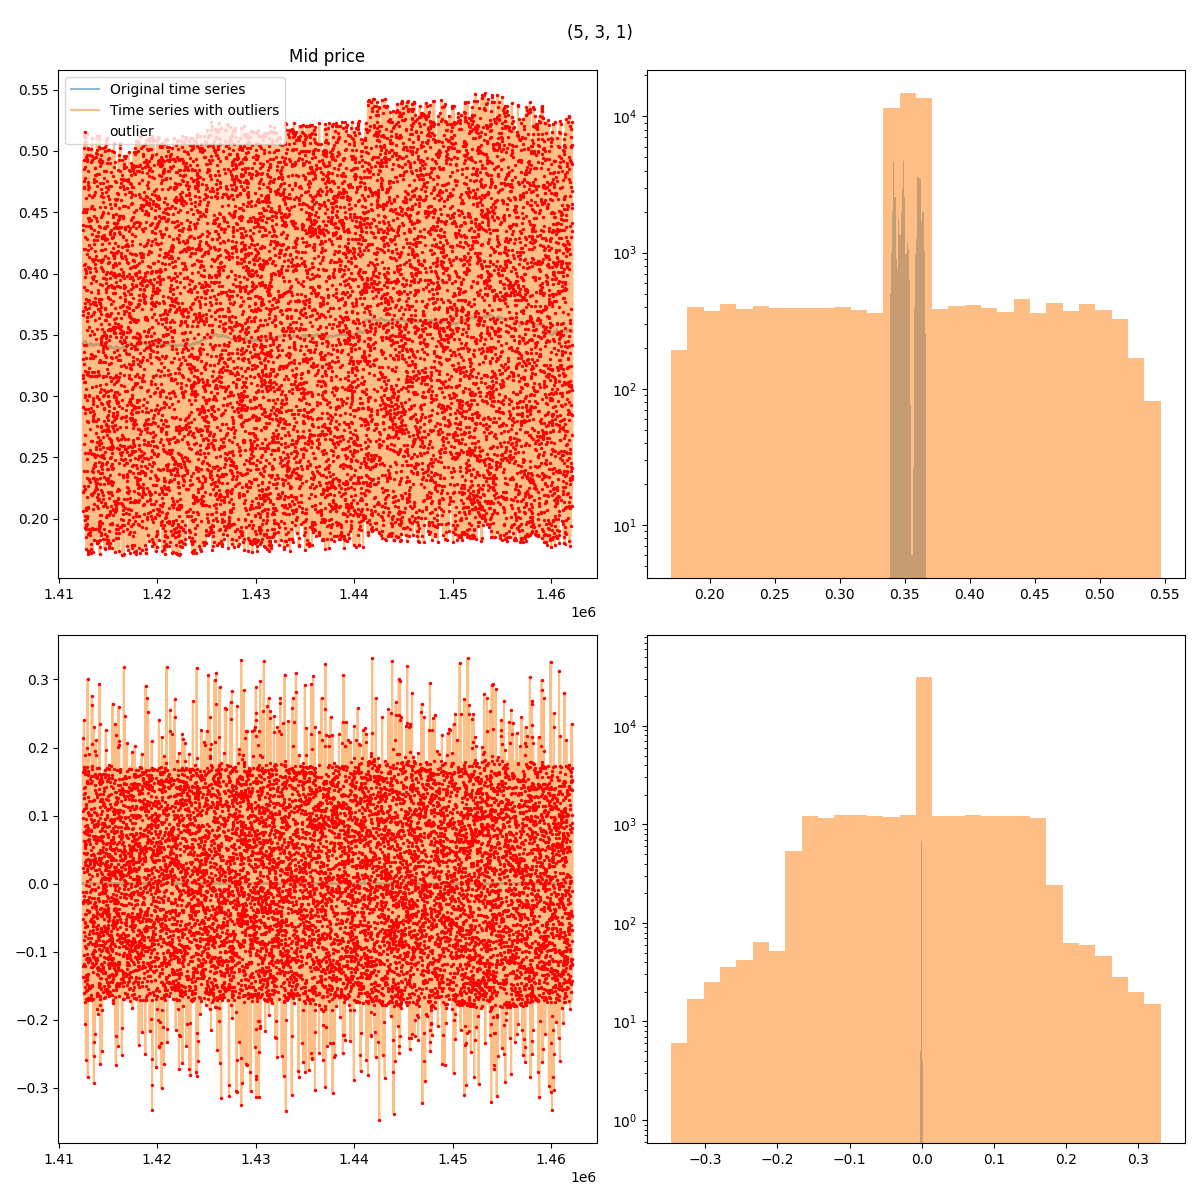 (5, 3, 1)
Mid price
Original time series
Time series with outliers
outlier
0.55
0.50
0.45
0.40
0.35
0.30
0.25
0.20
1.41 1.42 1.43 1.44 1.45 1.46
1e6
10⁴
10³
10²
10¹
0.20 0.25 0.30 0.35 0.40 0.45 0.50 0.55
0.3
0.2
0.1
0.0
−0.1
−0.2
−0.3
1.41 1.42 1.43 1.44 1.45 1.46
1e6
10⁴
10³
10²
10¹
10⁰
−0.3 −0.2 −0.1 0.0 0.1 0.2 0.3